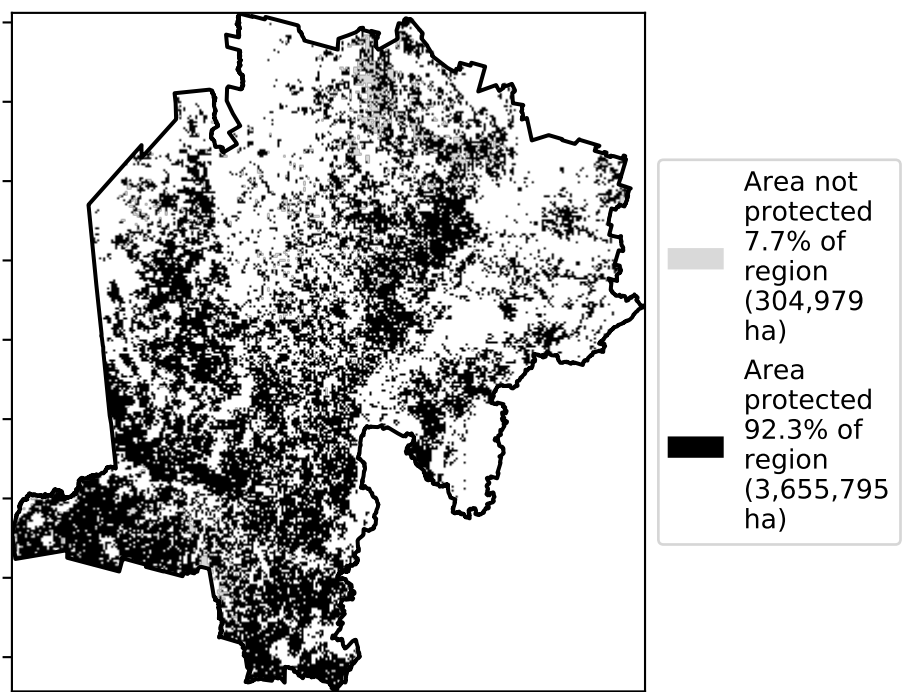 Area not
protected
7.7% of
region
(304,979
ha)
Area
protected
92.3% of
region
(3,655,795
ha)